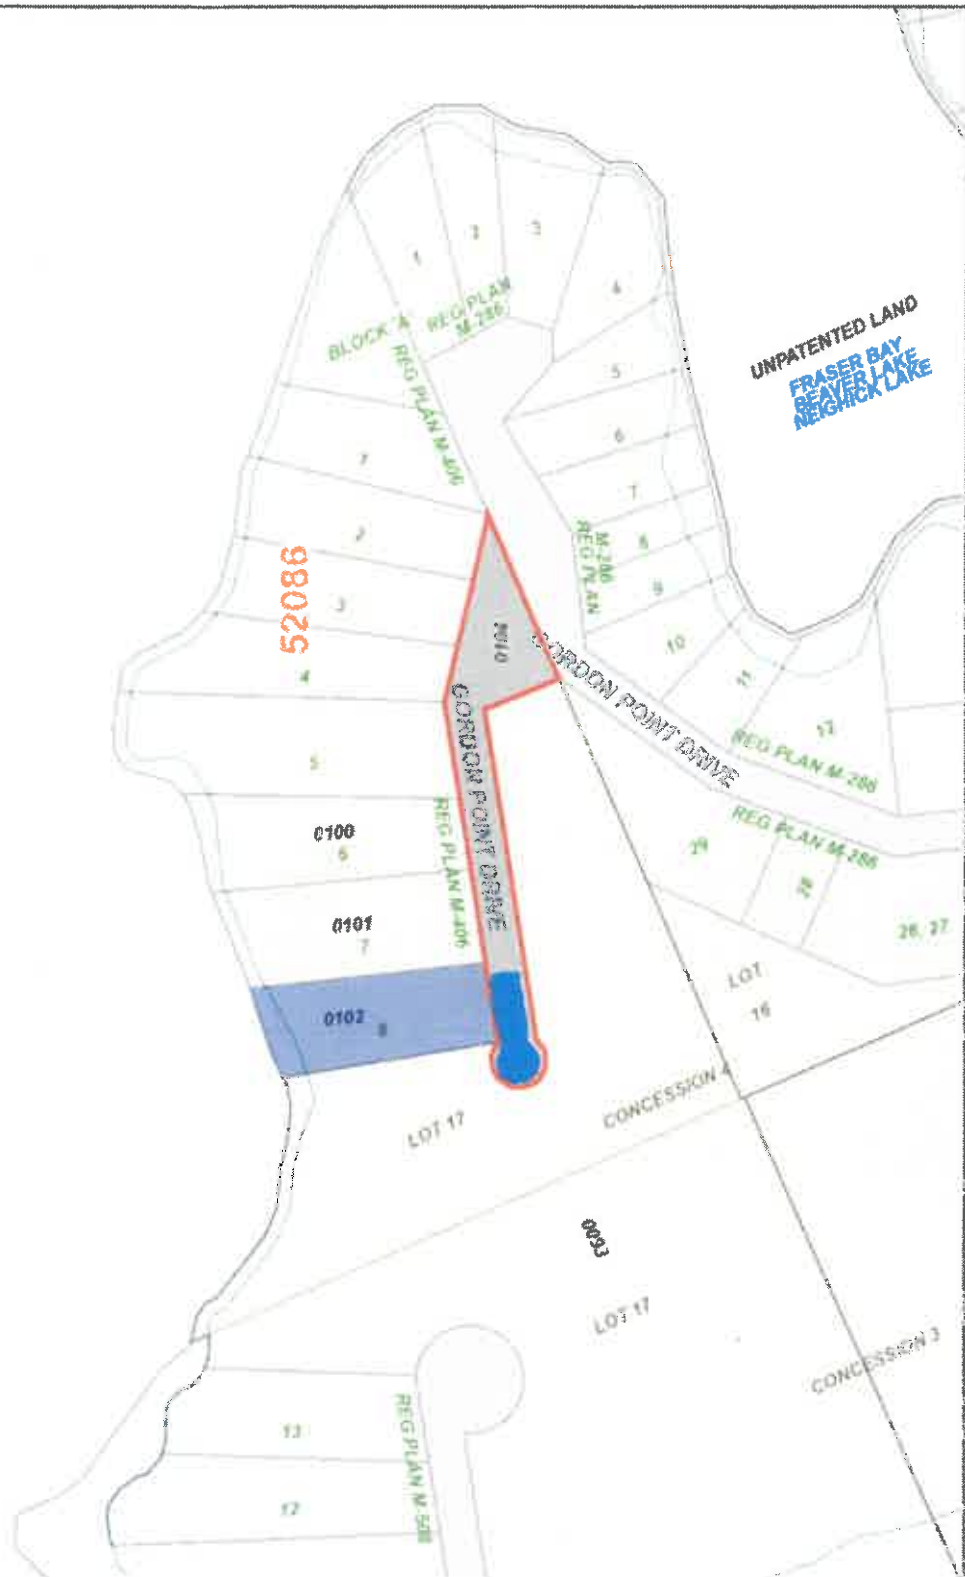 1
2
3
4
BLOCK 'A'
REG PLAN
M-286
REG PLAN M-406
5
6
7
8
9
UNPATENTED LAND
FRASER BAY
BEAVER LAKE
NEIGHICK LAKE
1
2
3
52086
4
5
M-286
REG PLAN
10
11
12
GORDON POINT DRIVE
REG PLAN M-286
REG PLAN M-286
GORDON POINT DRIVE
REG PLAN M-406
0100
6
0101
7
0102
8
29
28
26, 27
LOT
16
LOT 17
CONCESSION 4
0093
LOT 17
CONCESSION 3
13
12